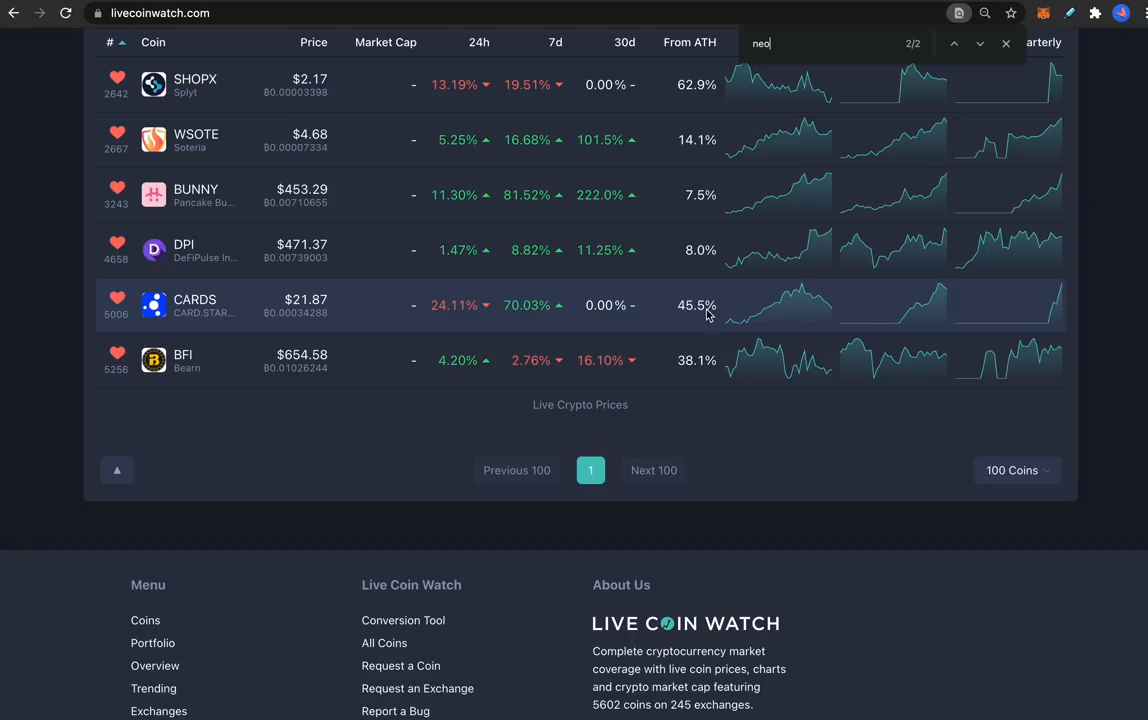 livecoinwatch.com
neo 2/2
# Coin Price Market Cap 24h 7d 30d From ATH arterly
2642 SHOPX Splyt $2.17 ₿0.00003398 - 13.19% 19.51% 0.00% - 62.9%
2667 WSOTE Soteria $4.68 ₿0.00007334 - 5.25% 16.68% 101.5% 14.1%
3243 BUNNY Pancake Bu... $453.29 ₿0.00710655 - 11.30% 81.52% 222.0% 7.5%
4658 DPI DeFiPulse In... $471.37 ₿0.00739003 - 1.47% 8.82% 11.25% 8.0%
5006 CARDS CARD.STAR... $21.87 ₿0.00034288 - 24.11% 70.03% 0.00% - 45.5%
5256 BFI Bearn $654.58 ₿0.01026244 - 4.20% 2.76% 16.10% 38.1%
Live Crypto Prices
Previous 100 1 Next 100 100 Coins
Menu Live Coin Watch About Us
Coins Conversion Tool LIVE COIN WATCH
Portfolio All Coins Complete cryptocurrency market
Overview Request a Coin coverage with live coin prices, charts
Trending Request an Exchange and crypto market cap featuring
Exchanges Report a Bug 5602 coins on 245 exchanges.